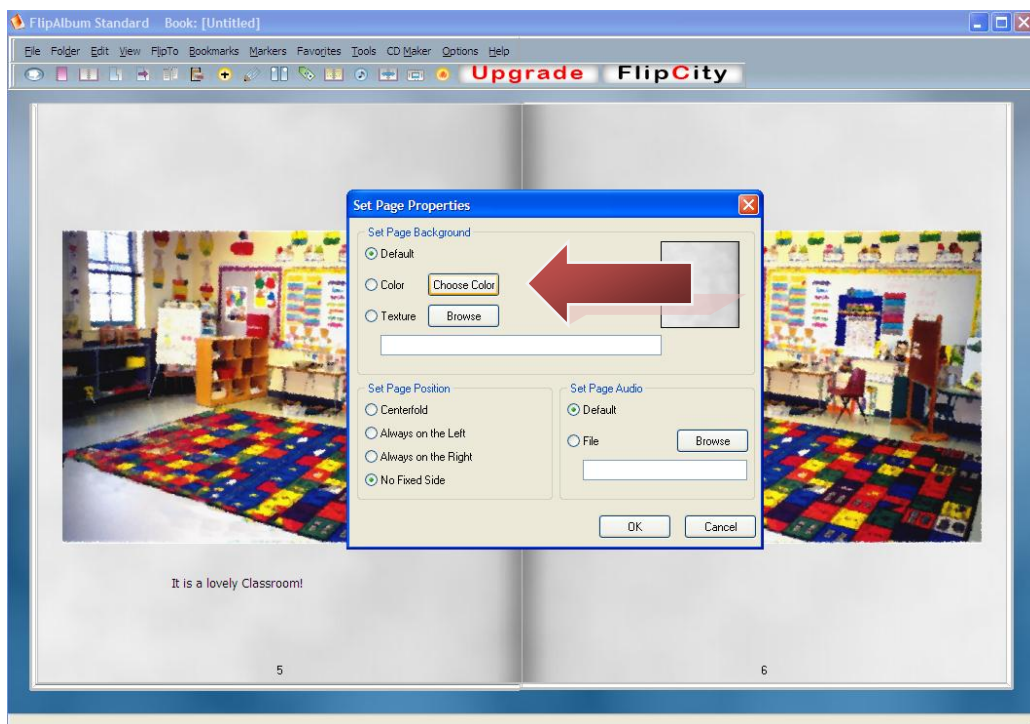 FlipAlbum Standard Book: [Untitled]
File Folder Edit View FlipTo Bookmarks Markers Favorites Tools CD Maker Options Help
Upgrade FlipCity
Set Page Properties
Set Page Background
Default
Color Choose Color
Texture Browse
Set Page Position
Centerfold
Always on the Left
Always on the Right
No Fixed Side
Set Page Audio
Default
File Browse
OK Cancel
It is a lovely Classroom!
5 6